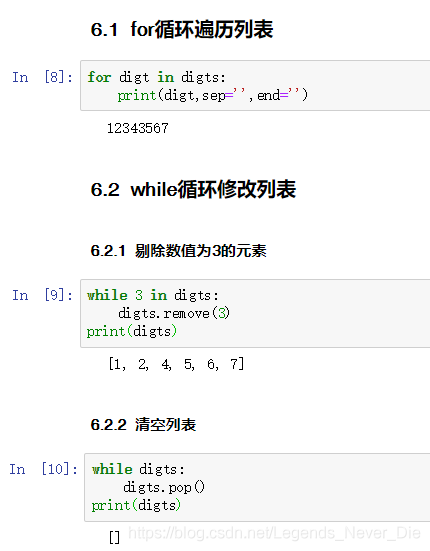 6.1 for循环遍历列表
In [8]: for digt in digts:
print(digt,sep='',end='')
12343567
6.2 while循环修改列表
6.2.1 剔除数值为3的元素
In [9]: while 3 in digts:
digts.remove(3)
print(digts)
[1, 2, 4, 5, 6, 7]
6.2.2 清空列表
In [10]: while digts:
digts.pop()
print(digts)
[]
https://blog.csdn.net/Legends_Never_Die